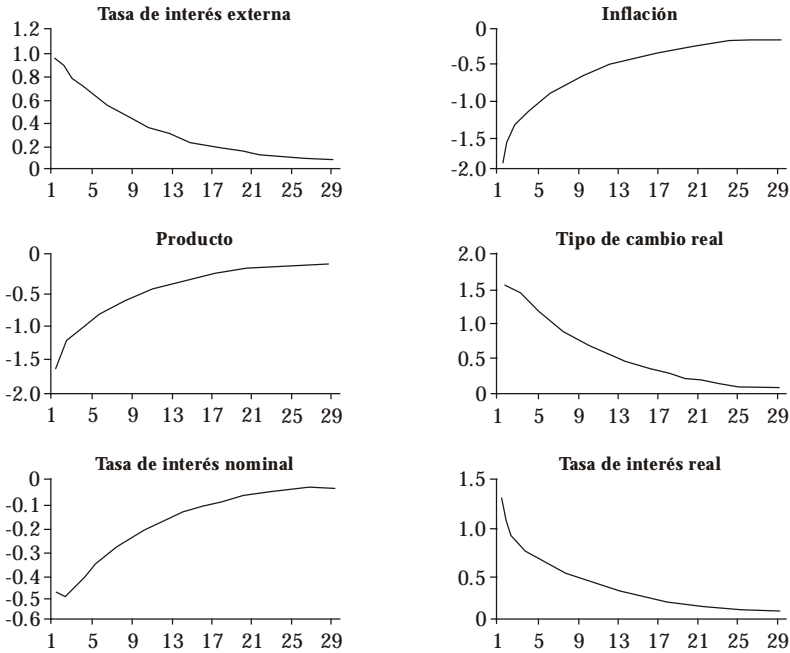 Tasa de interés externa
1.2
1.0
0.8
0.6
0.4
0.2
0
1 5 9 13 17 21 25 29
Inflación
0
-0.5
-1.0
-1.5
-2.0
1 5 9 13 17 21 25 29
Producto
0
-0.5
-1.0
-1.5
-2.0
1 5 9 13 17 21 25 29
Tipo de cambio real
2.0
1.5
1.0
0.5
0
1 5 9 13 17 21 25 29
Tasa de interés nominal
0
-0.1
-0.2
-0.3
-0.4
-0.5
-0.6
1 5 9 13 17 21 25 29
Tasa de interés real
1.5
1.0
0.5
0
1 5 9 13 17 21 25 29